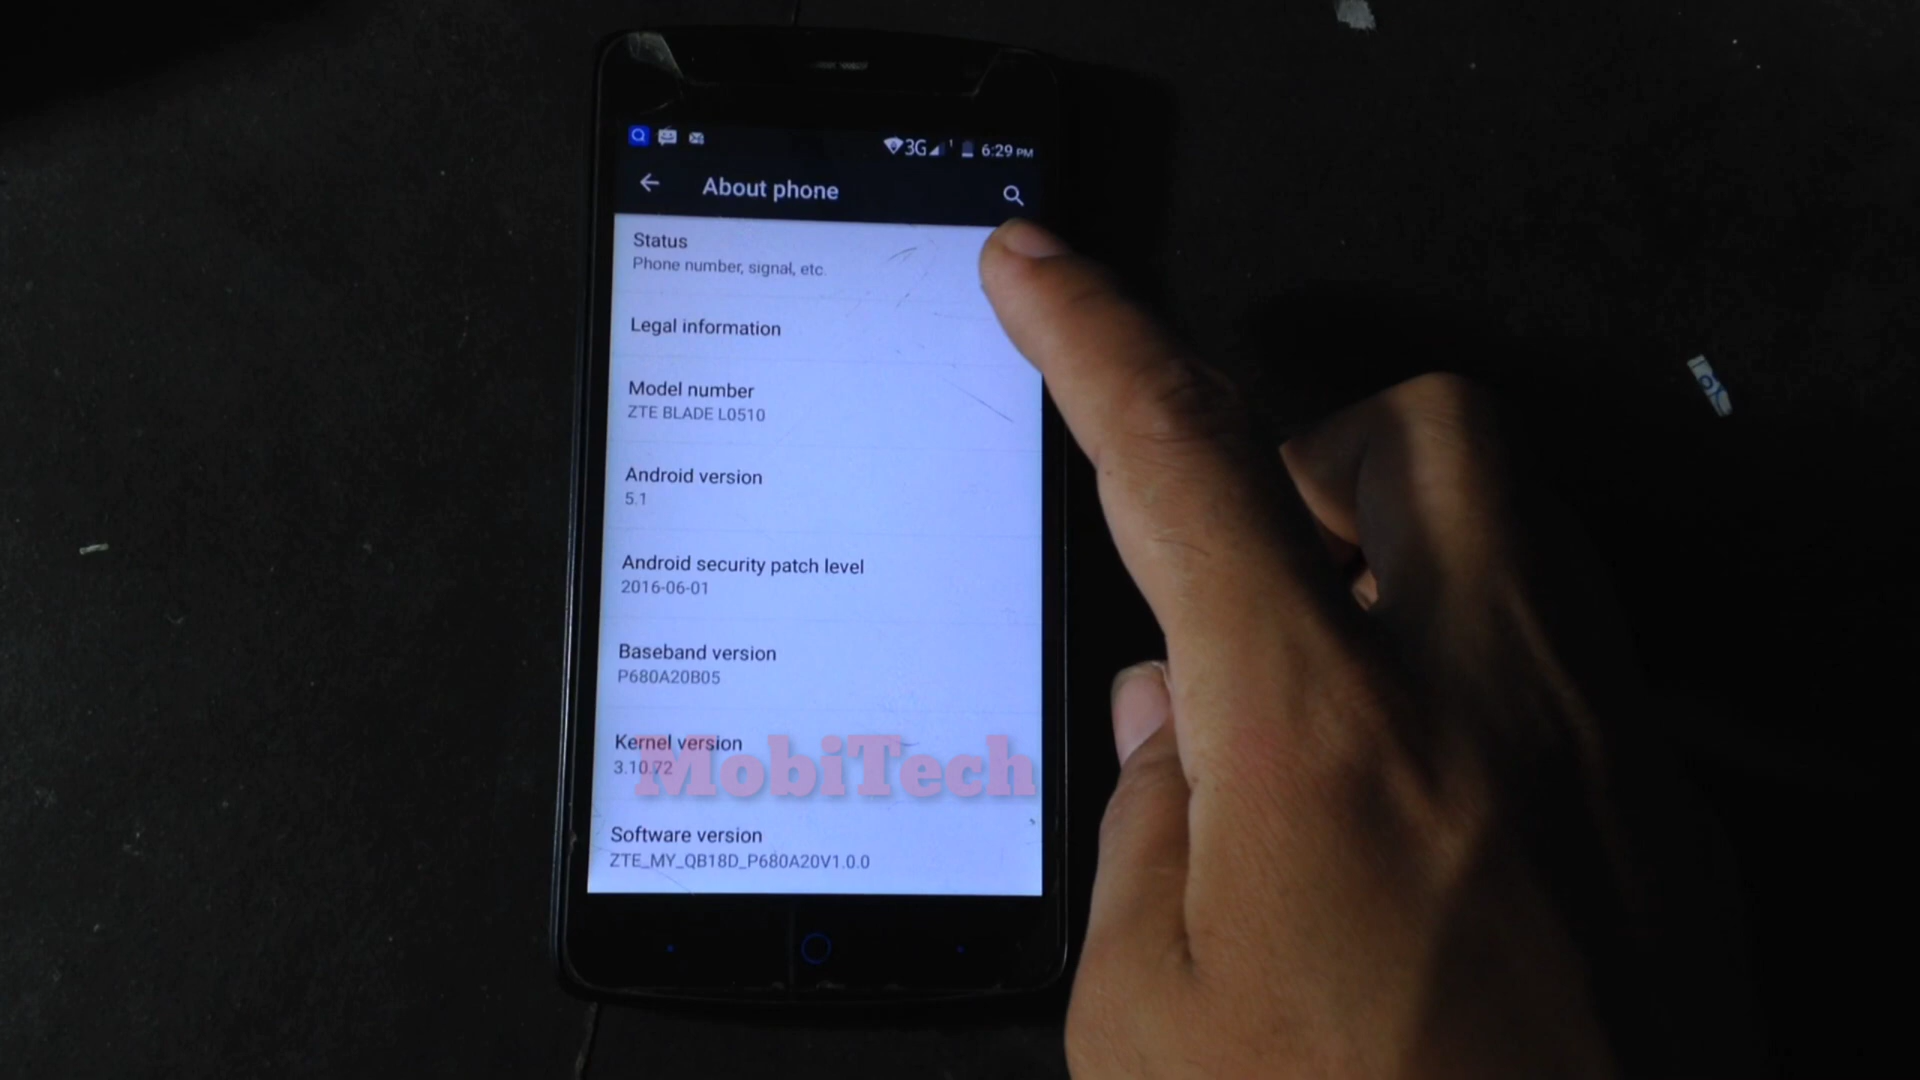 3G 1 6:29 PM
About phone
Status
Phone number, signal, etc.
Legal information
Model number
ZTE BLADE L0510
Android version
5.1
Android security patch level
2016-06-01
Baseband version
P680A20B05
Kernel version
3.10.72
MobiTech
Software version
ZTE_MY_QB18D_P680A20V1.0.0